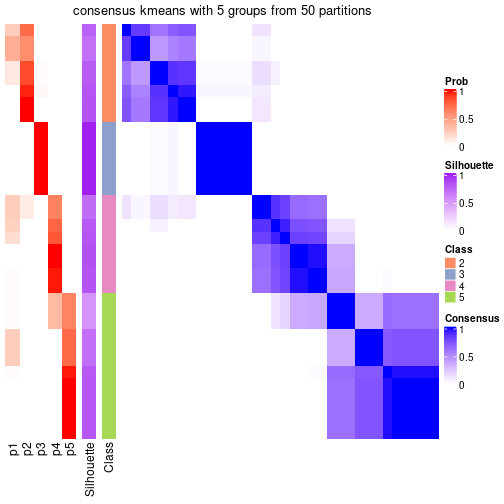 consensus kmeans with 5 groups from 50 partitions
Prob
1
0.5
0
Silhouette
1
0.5
0
Class
2
3
4
5
Consensus
1
0.5
0
p1
p2
p3
p4
p5
Silhouette
Class